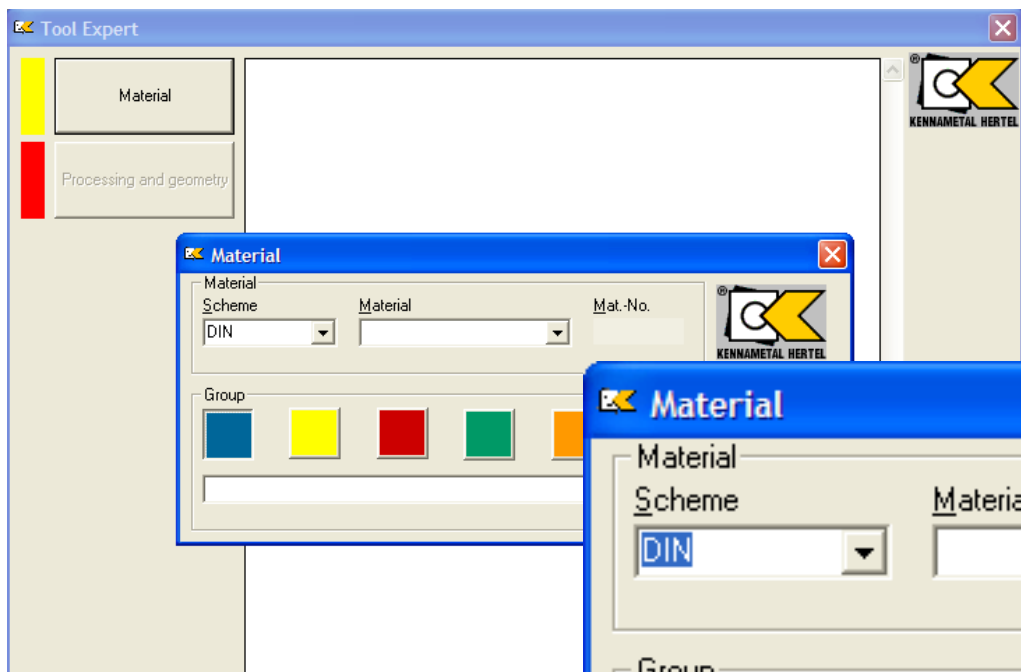 Tool Expert
Material
Processing and geometry
®
KENNAMETAL HERTEL
Material
Material
Scheme
Material
Mat.-No.
DIN
®
KENNAMETAL HERTEL
Group
Material
Material
Scheme
Materia
DIN
Group